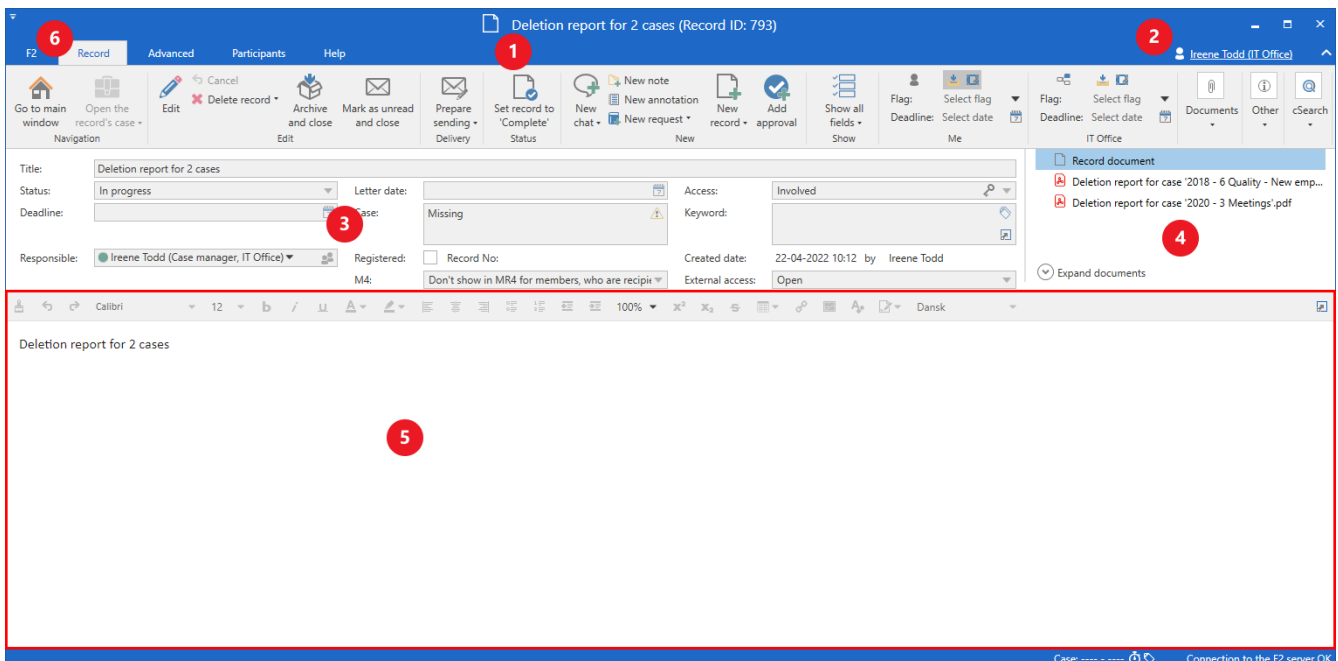 Deletion report for 2 cases (Record ID: 793)
6
1
2
F2 Record Advanced Participants Help
Ireene Todd (IT Office)
Go to main window
Open the record's case
Navigation
Edit
Cancel
Delete record
Archive and close
Mark as unread and close
Edit
Prepare sending
Delivery
Set record to 'Complete'
Status
New chat
New note
New annotation
New request
New record
Add approval
New
Show all fields
Show
Flag: Select flag
Deadline: Select date
Me
Flag: Select flag
Deadline: Select date
IT Office
Documents
Other
cSearch
Title: Deletion report for 2 cases
Status: In progress
Letter date:
Access: Involved
Deadline:
3
Case: Missing
Keyword:
Responsible: Ireene Todd (Case manager, IT Office)
Registered: Record No:
Created date: 22-04-2022 10:12 by Ireene Todd
M4: Don't show in MR4 for members, who are
External access: Open
Record document
Deletion report for case '2018 - 6 Quality - New emp...
Deletion report for case '2020 - 3 Meetings'.pdf
4
Expand documents
Calibri 12 b i u A 100% x² x₂ S A Dansk
Deletion report for 2 cases
5
Case: ---- - ---- Connection to the F2 server OK